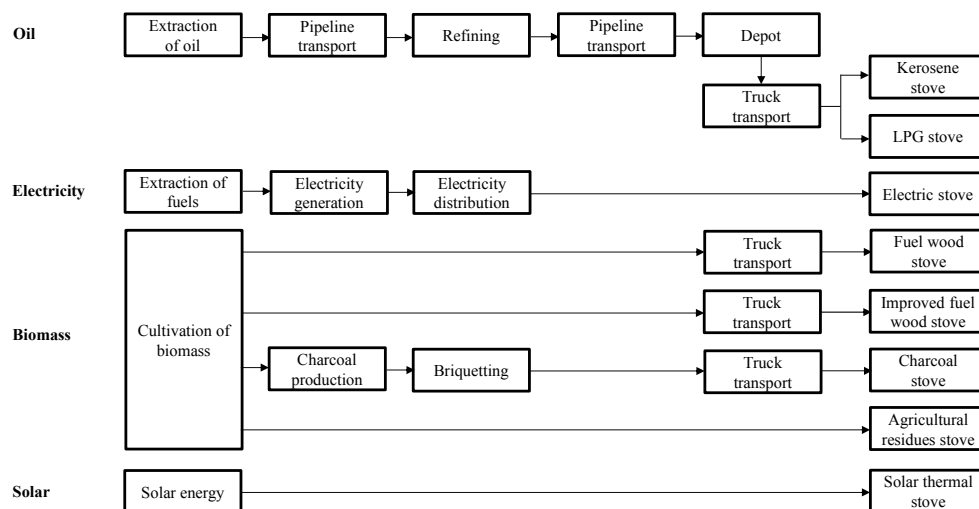 Oil
Extraction
of oil
Pipeline
transport
Refining
Pipeline
transport
Depot
Truck
transport
Kerosene
stove
LPG stove
Electricity
Extraction of
fuels
Electricity
generation
Electricity
distribution
Electric stove
Biomass
Cultivation of
biomass
Truck
transport
Fuel wood
stove
Truck
transport
Improved fuel
wood stove
Charcoal
production
Briquetting
Truck
transport
Charcoal
stove
Agricultural
residues stove
Solar
Solar energy
Solar thermal
stove